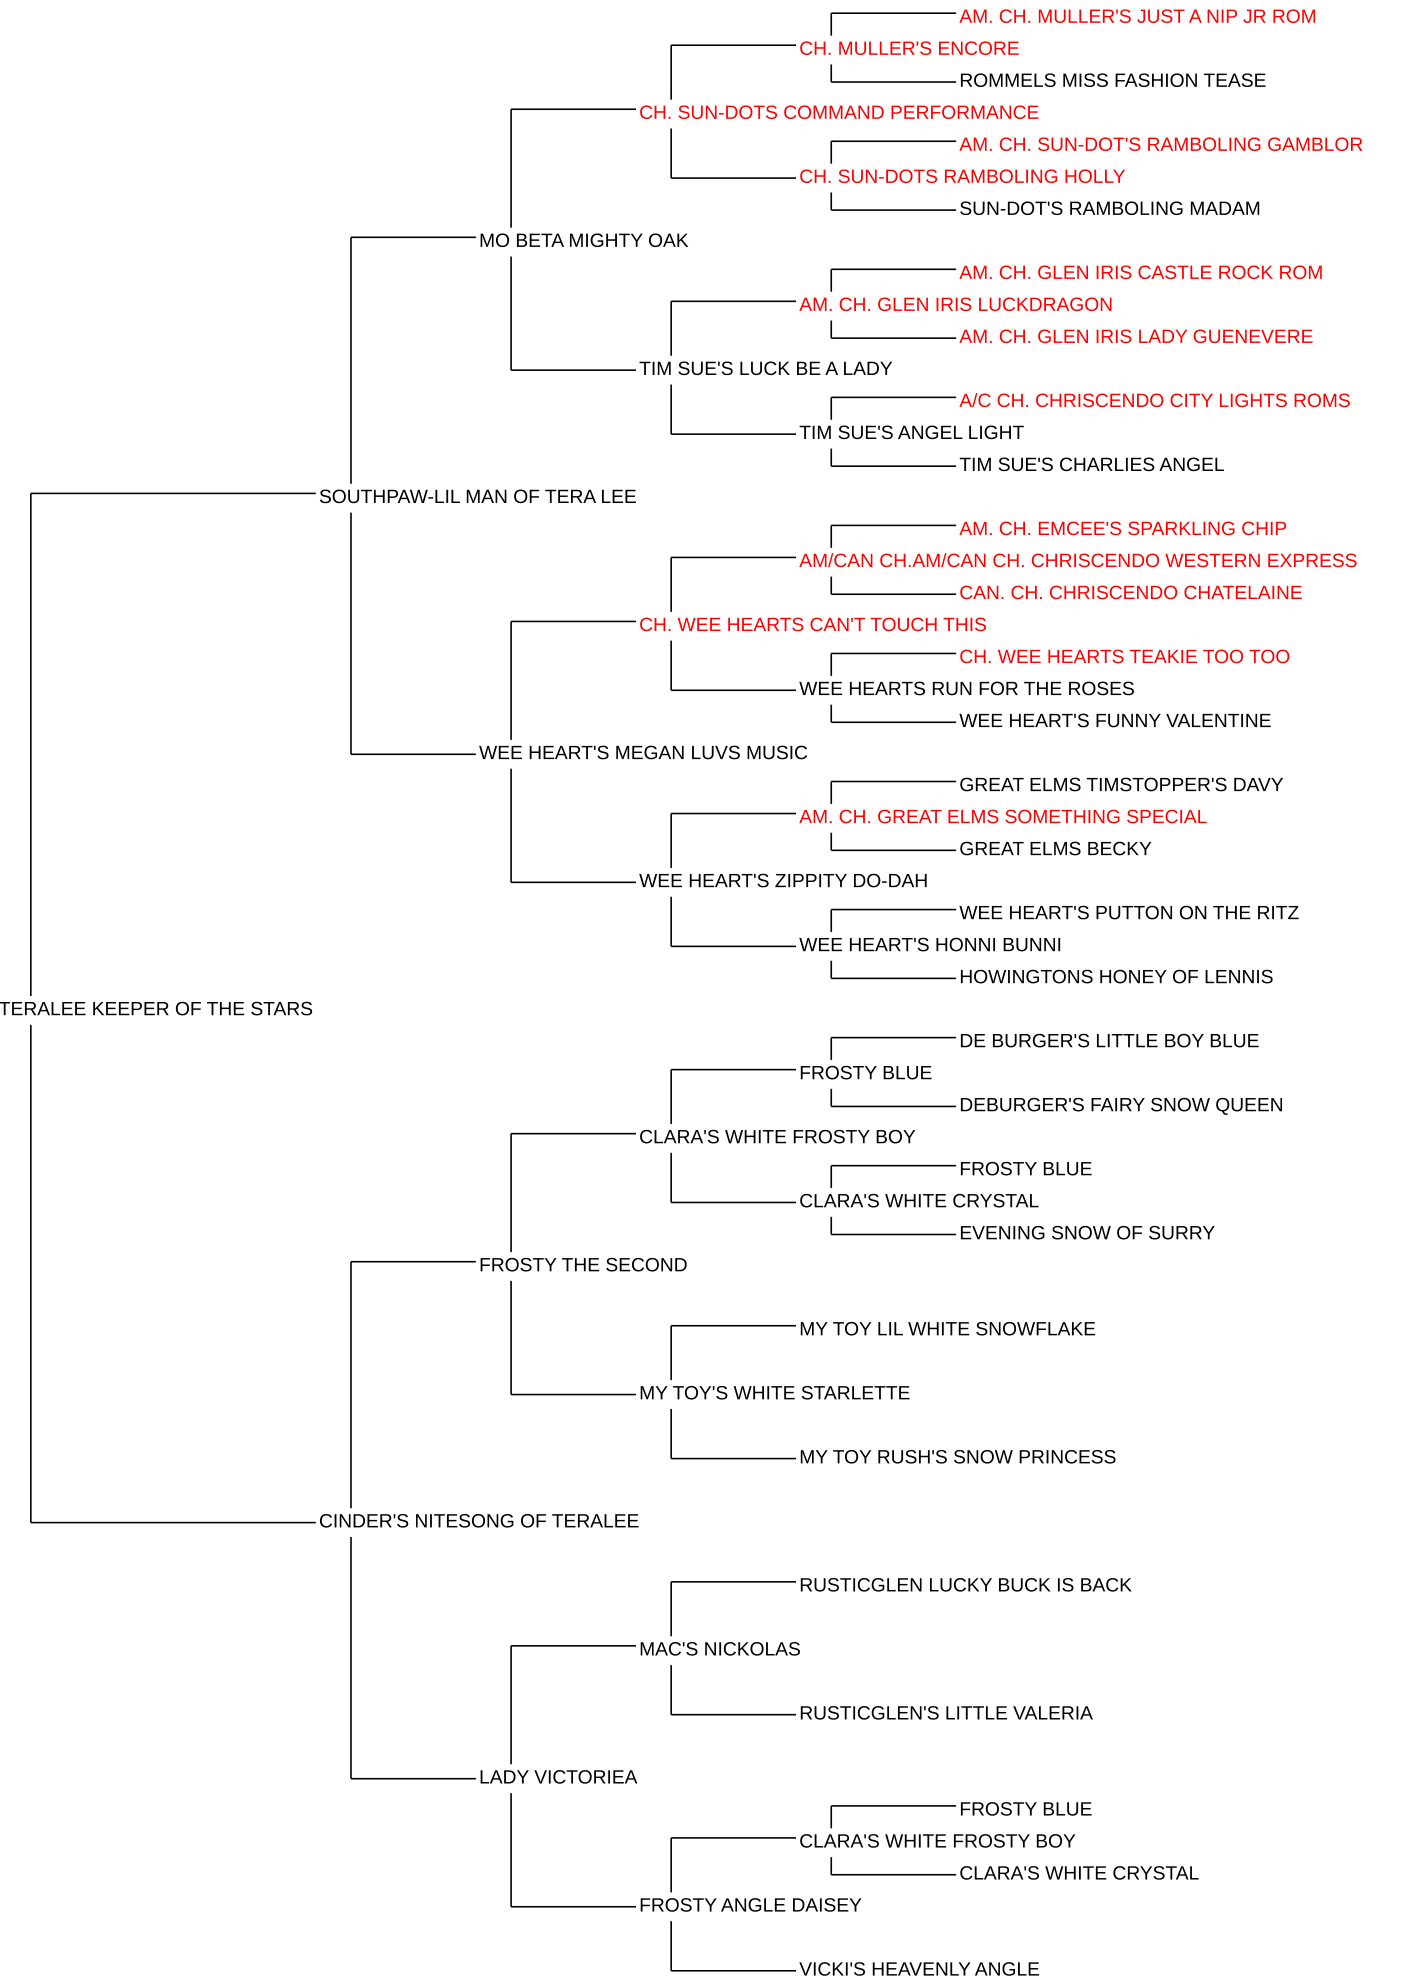 AM. CH. MULLER'S JUST A NIP JR ROM
CH. MULLER'S ENCORE
ROMMELS MISS FASHION TEASE
CH. SUN-DOTS COMMAND PERFORMANCE
AM. CH. SUN-DOT'S RAMBOLING GAMBLOR
CH. SUN-DOTS RAMBOLING HOLLY
SUN-DOT'S RAMBOLING MADAM
MO BETA MIGHTY OAK
AM. CH. GLEN IRIS CASTLE ROCK ROM
AM. CH. GLEN IRIS LUCKDRAGON
AM. CH. GLEN IRIS LADY GUENEVERE
TIM SUE'S LUCK BE A LADY
A/C CH. CHRISCENDO CITY LIGHTS ROMS
TIM SUE'S ANGEL LIGHT
TIM SUE'S CHARLIES ANGEL
SOUTHPAW-LIL MAN OF TERA LEE
AM. CH. EMCEE'S SPARKLING CHIP
AM/CAN CH.AM/CAN CH. CHRISCENDO WESTERN EXPRESS
CAN. CH. CHRISCENDO CHATELAINE
CH. WEE HEARTS CAN'T TOUCH THIS
CH. WEE HEARTS TEAKIE TOO TOO
WEE HEARTS RUN FOR THE ROSES
WEE HEART'S FUNNY VALENTINE
WEE HEART'S MEGAN LUVS MUSIC
GREAT ELMS TIMSTOPPER'S DAVY
AM. CH. GREAT ELMS SOMETHING SPECIAL
GREAT ELMS BECKY
WEE HEART'S ZIPPITY DO-DAH
WEE HEART'S PUTTON ON THE RITZ
WEE HEART'S HONNI BUNNI
HOWINGTONS HONEY OF LENNIS
TERALEE KEEPER OF THE STARS
DE BURGER'S LITTLE BOY BLUE
FROSTY BLUE
DEBURGER'S FAIRY SNOW QUEEN
CLARA'S WHITE FROSTY BOY
FROSTY BLUE
CLARA'S WHITE CRYSTAL
EVENING SNOW OF SURRY
FROSTY THE SECOND
MY TOY LIL WHITE SNOWFLAKE
MY TOY'S WHITE STARLETTE
MY TOY RUSH'S SNOW PRINCESS
CINDER'S NITESONG OF TERALEE
RUSTICGLEN LUCKY BUCK IS BACK
MAC'S NICKOLAS
RUSTICGLEN'S LITTLE VALERIA
LADY VICTORIEA
FROSTY BLUE
CLARA'S WHITE FROSTY BOY
CLARA'S WHITE CRYSTAL
FROSTY ANGLE DAISEY
VICKI'S HEAVENLY ANGLE